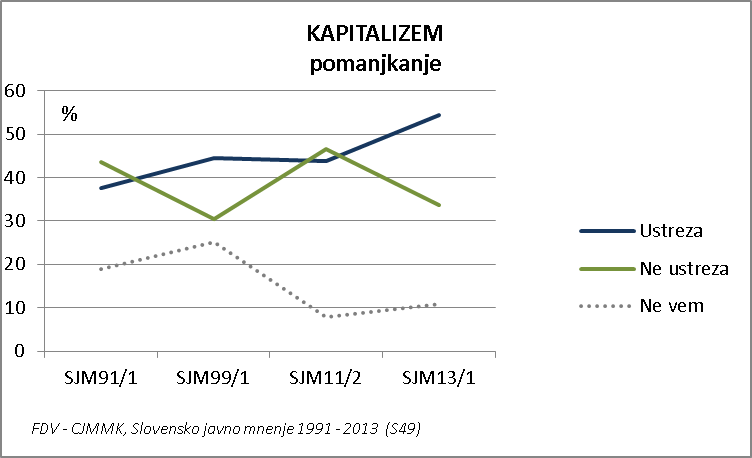 KAPITALIZEM
pomanjkanje
%
60
50
40
30
20
10
0
SJM91/1 SJM99/1 SJM11/2 SJM13/1
Ustreza
Ne ustreza
Ne vem
FDV - CJMMK, Slovensko javno mnenje 1991 - 2013 (S49)